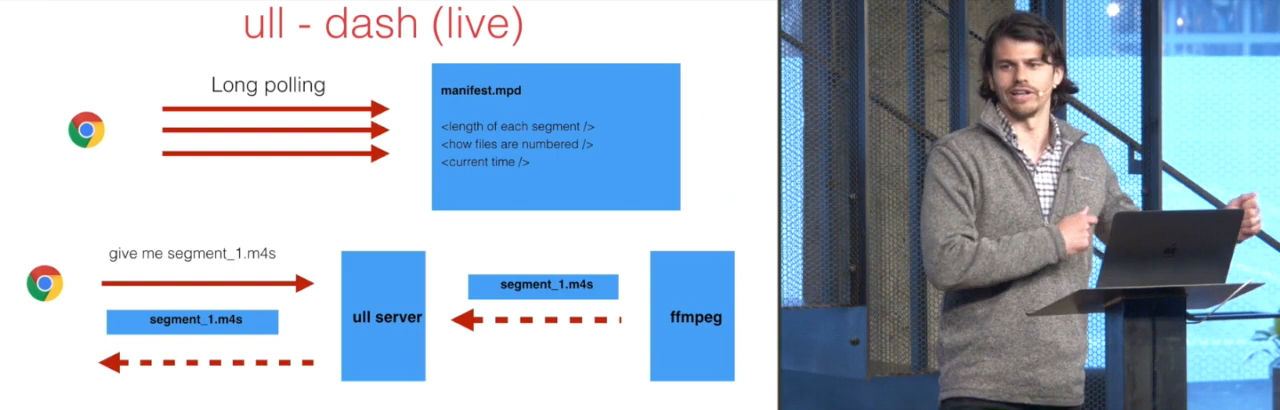 ull - dash (live)
Long polling
manifest.mpd
<length of each segment />
<how files are numbered />
<current time />
give me segment_1.m4s
segment_1.m4s
ull server
segment_1.m4s
ffmpeg